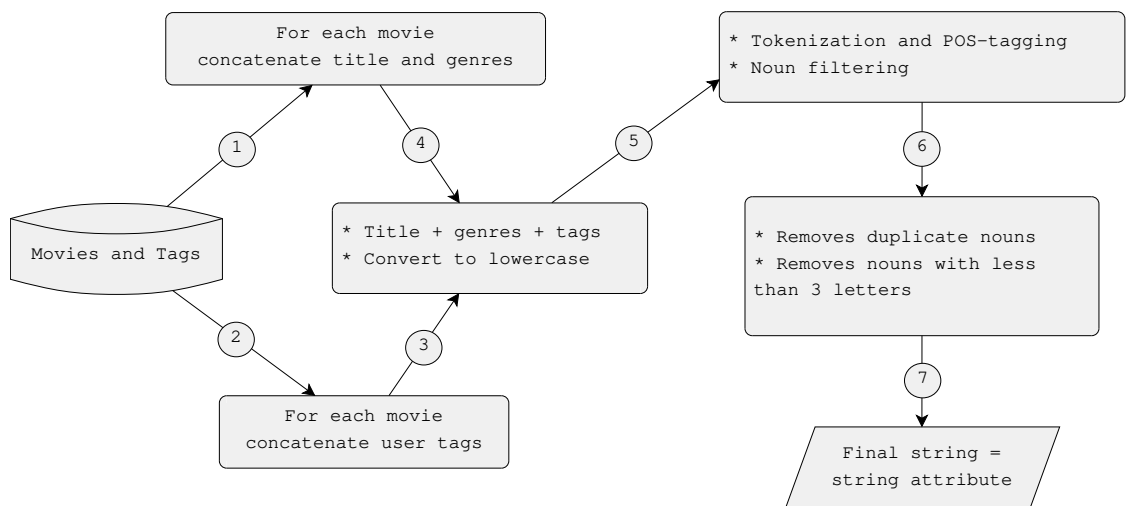 For each movie
concatenate title and genres
* Tokenization and POS-tagging
* Noun filtering
1
4
5
6
Movies and Tags
* Title + genres + tags
* Convert to lowercase
* Removes duplicate nouns
* Removes nouns with less
than 3 letters
2
3
7
For each movie
concatenate user tags
Final string =
string attribute